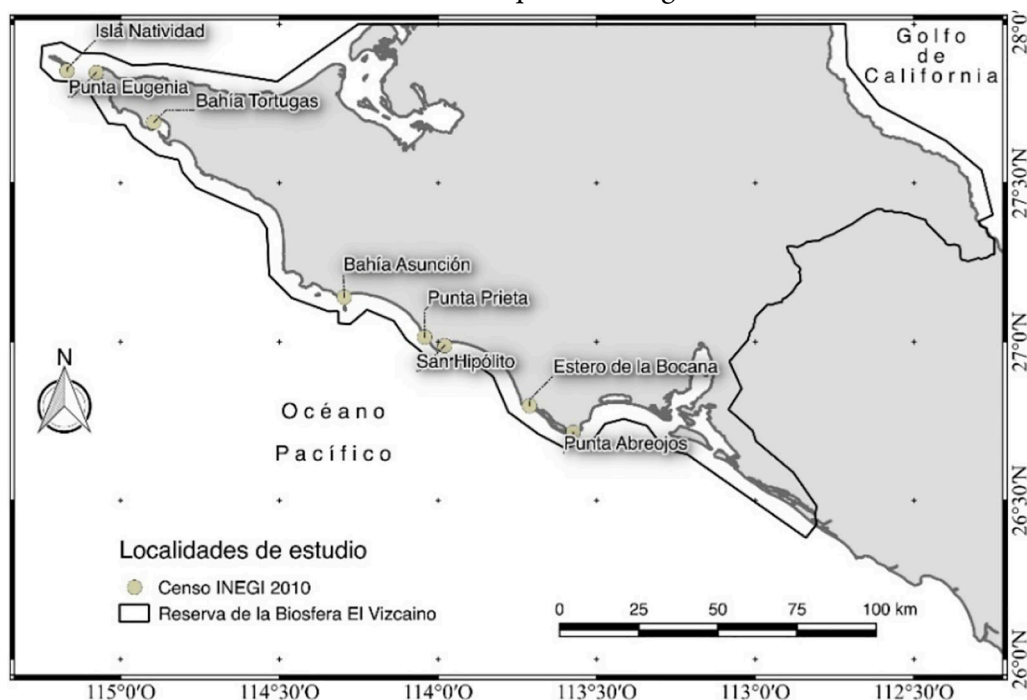 Isla Natividad
Punta Eugenia
Bahía Tortugas
Golfo
de
California
Bahía Asunción
Punta Prieta
San Hipólito
Estero de la Bocana
Punta Abreojos
N
Océano
Pacífico
Localidades de estudio
Censo INEGI 2010
Reserva de la Biosfera El Vizcaino
0 25 50 75 100 km
115°0'O 114°30'O 114°0'O 113°30'O 113°0'O 112°30'O
27°30'N
27°0'N
26°30'N
26°0'N